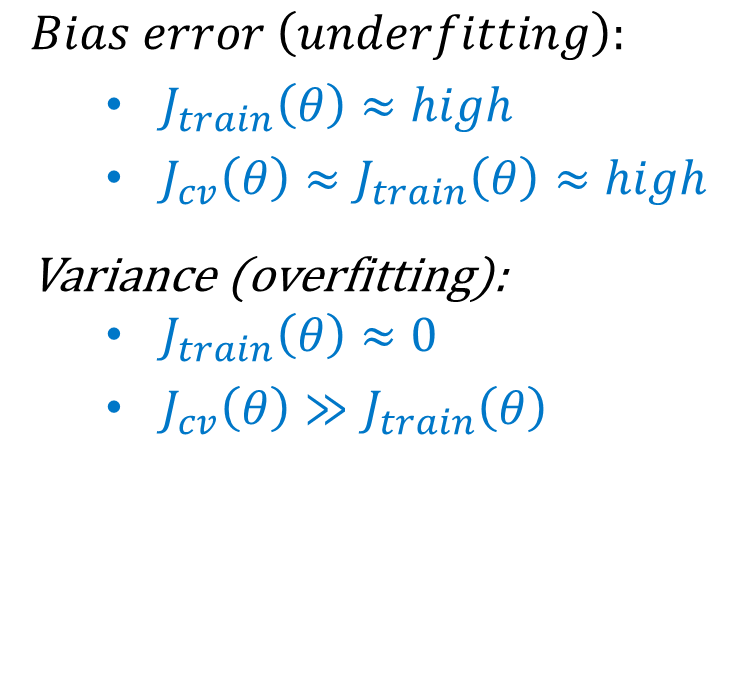 Bias error (underfitting):
• J_train(θ) ≈ high
• J_cv(θ) ≈ J_train(θ) ≈ high
Variance (overfitting):
• J_train(θ) ≈ 0
• J_cv(θ) ≫ J_train(θ)